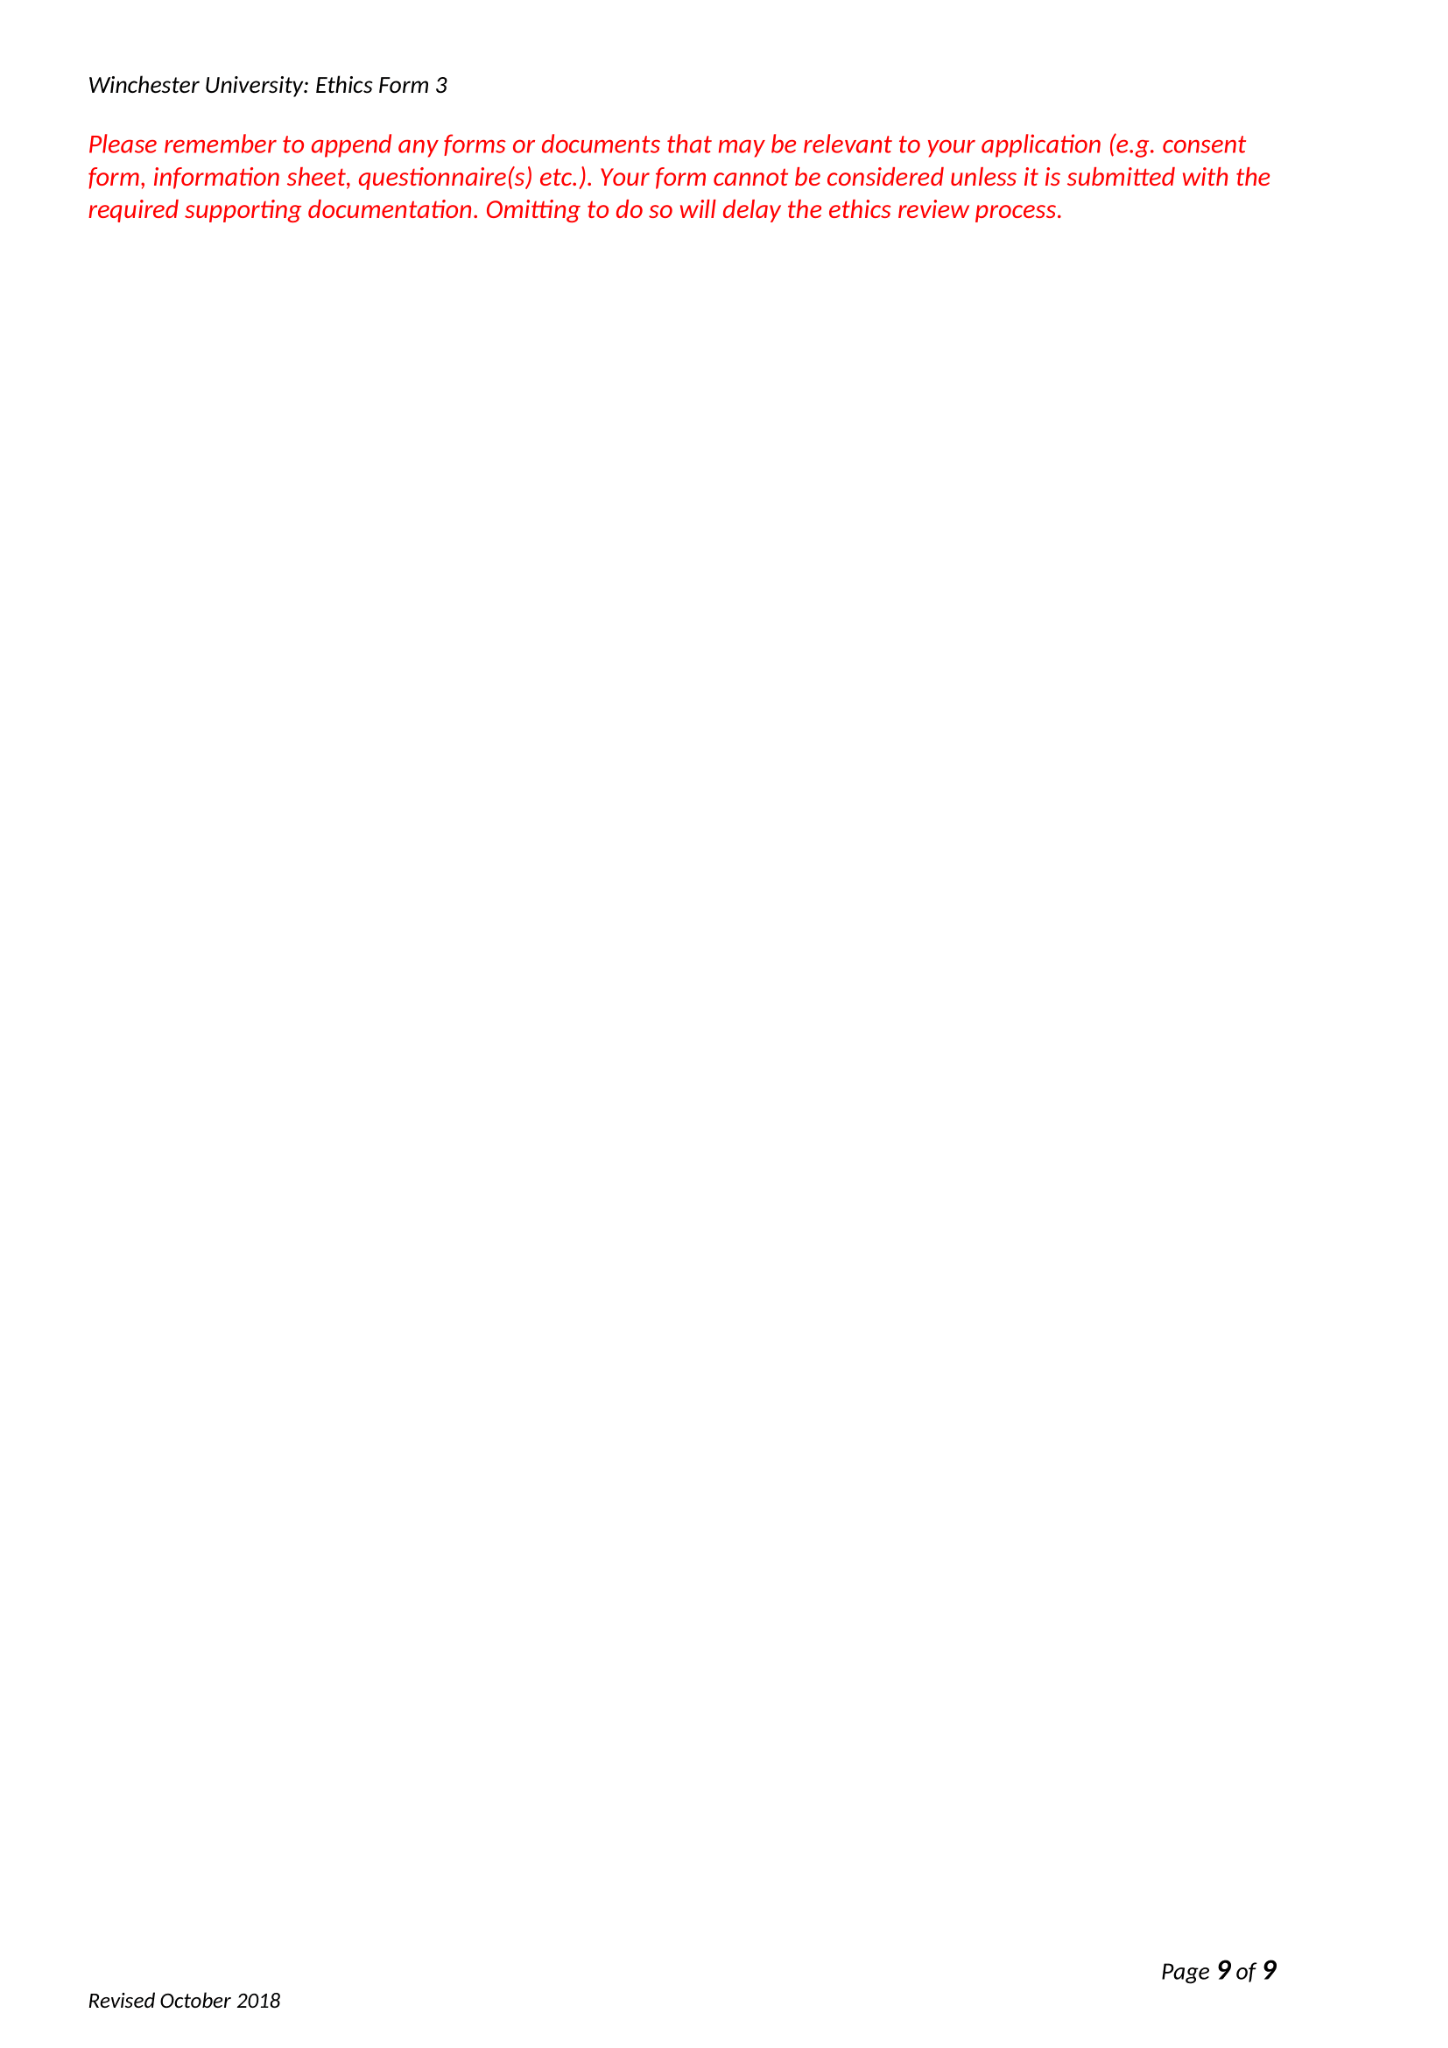 Winchester University: Ethics Form 3
Please remember to append any forms or documents that may be relevant to your application (e.g. consent
form, information sheet, questionnaire(s) etc.). Your form cannot be considered unless it is submitted with the
required supporting documentation. Omitting to do so will delay the ethics review process.
Page 9 of 9
Revised October 2018